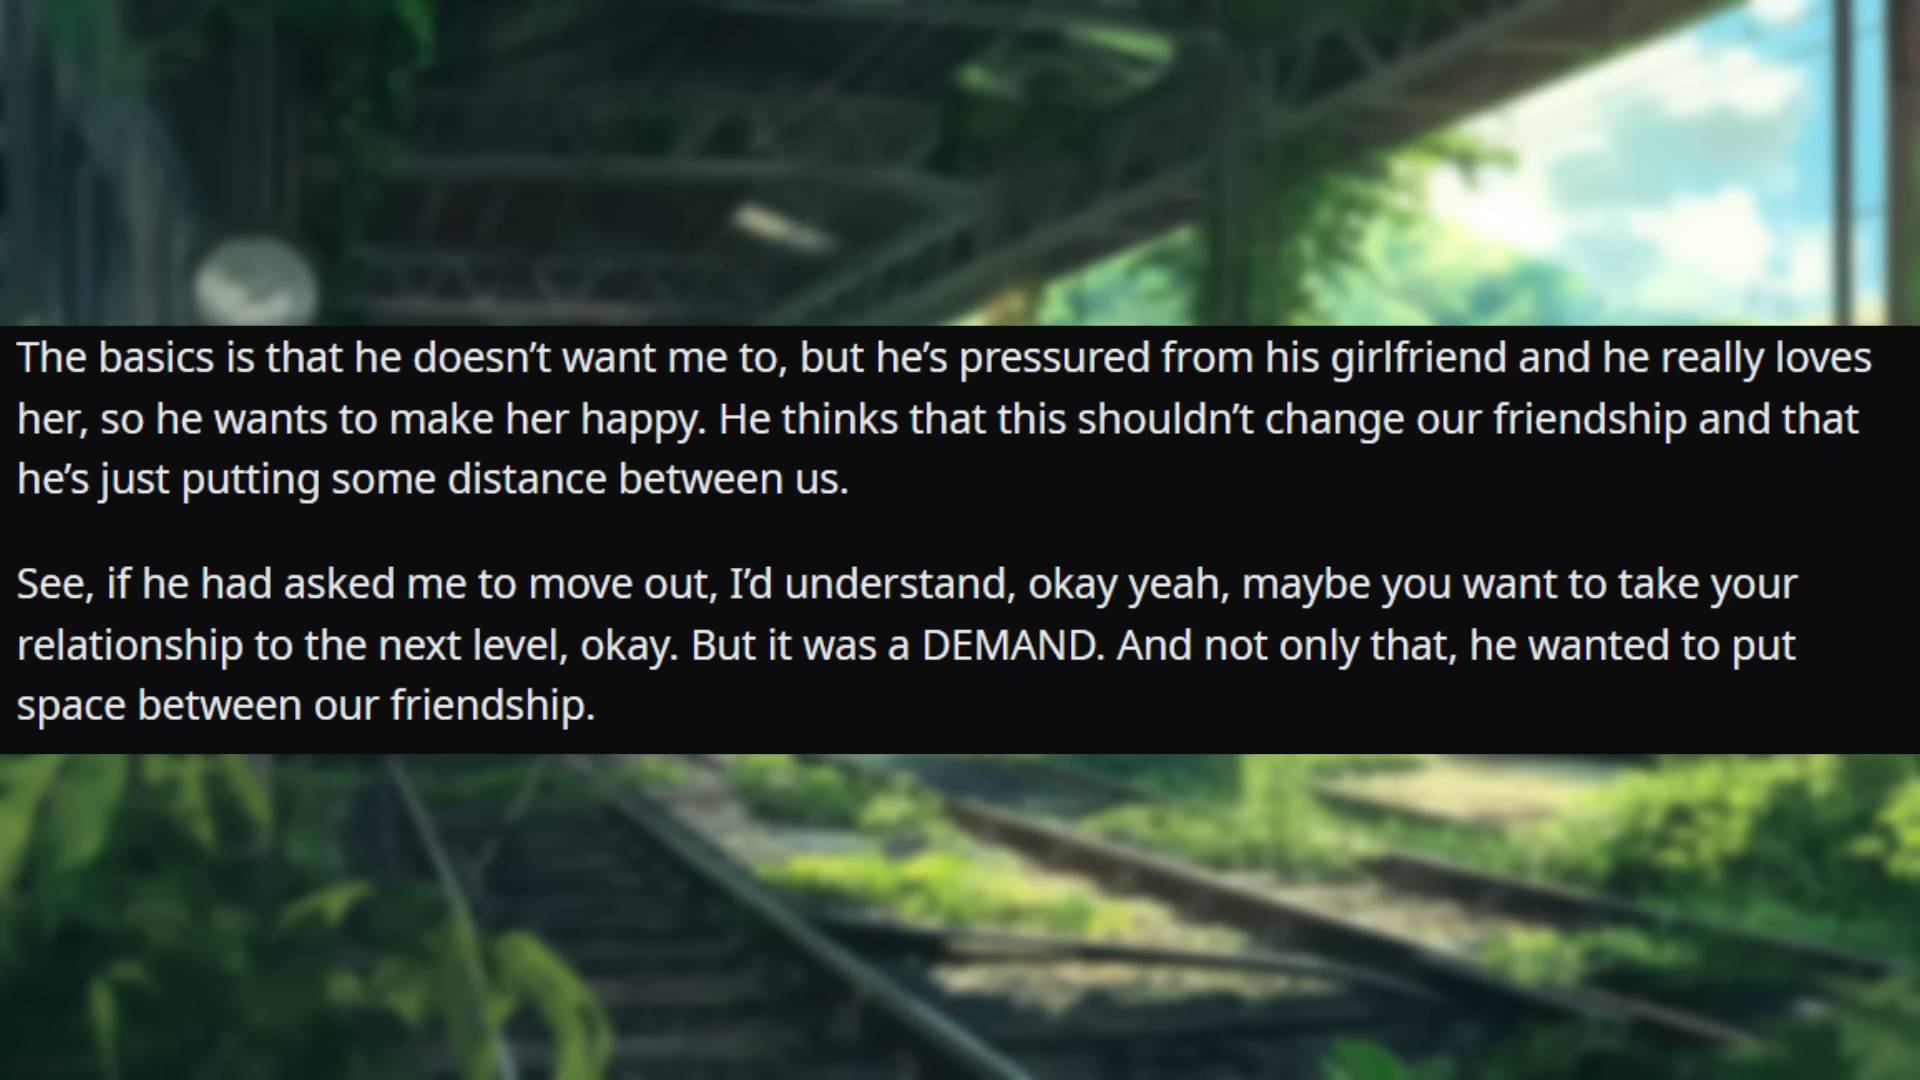 The basics is that he doesn’t want me to, but he’s pressured from his girlfriend and he really loves
her, so he wants to make her happy. He thinks that this shouldn’t change our friendship and that
he’s just putting some distance between us.
See, if he had asked me to move out, I’d understand, okay yeah, maybe you want to take your
relationship to the next level, okay. But it was a DEMAND. And not only that, he wanted to put
space between our friendship.